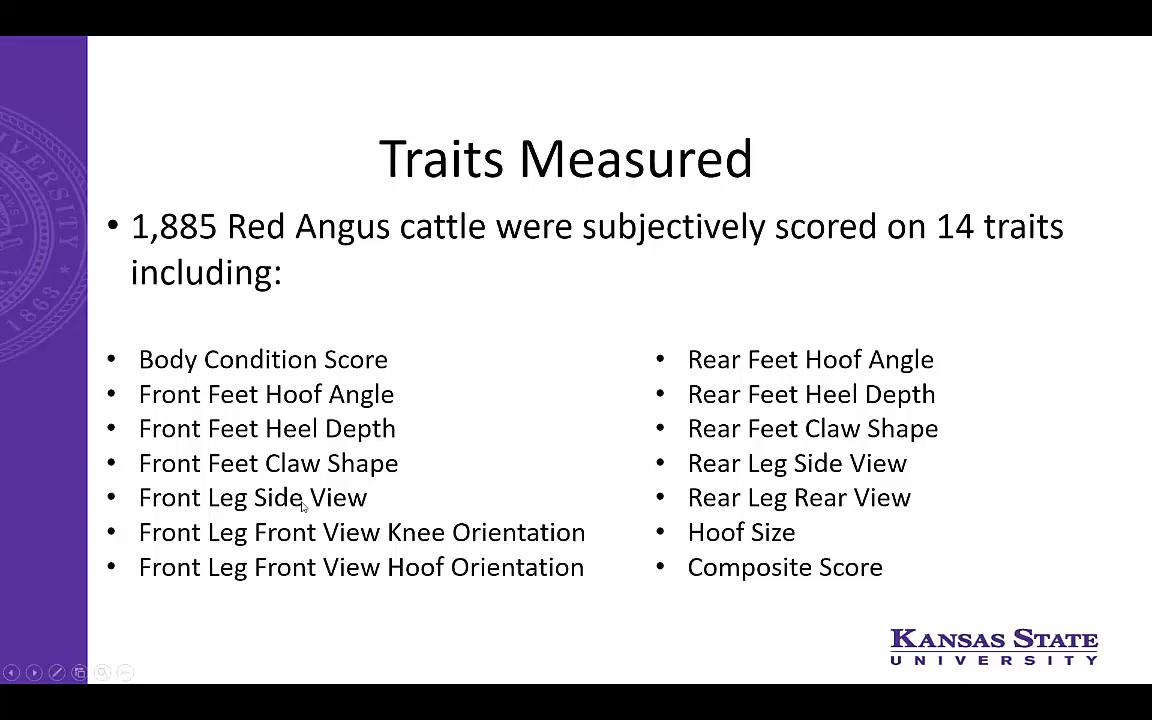 Traits Measured
• 1,885 Red Angus cattle were subjectively scored on 14 traits
including:
• Body Condition Score
• Front Feet Hoof Angle
• Front Feet Heel Depth
• Front Feet Claw Shape
• Front Leg Side View
• Front Leg Front View Knee Orientation
• Front Leg Front View Hoof Orientation
• Rear Feet Hoof Angle
• Rear Feet Heel Depth
• Rear Feet Claw Shape
• Rear Leg Side View
• Rear Leg Rear View
• Hoof Size
• Composite Score
KANSAS STATE
UNIVERSITY
1863